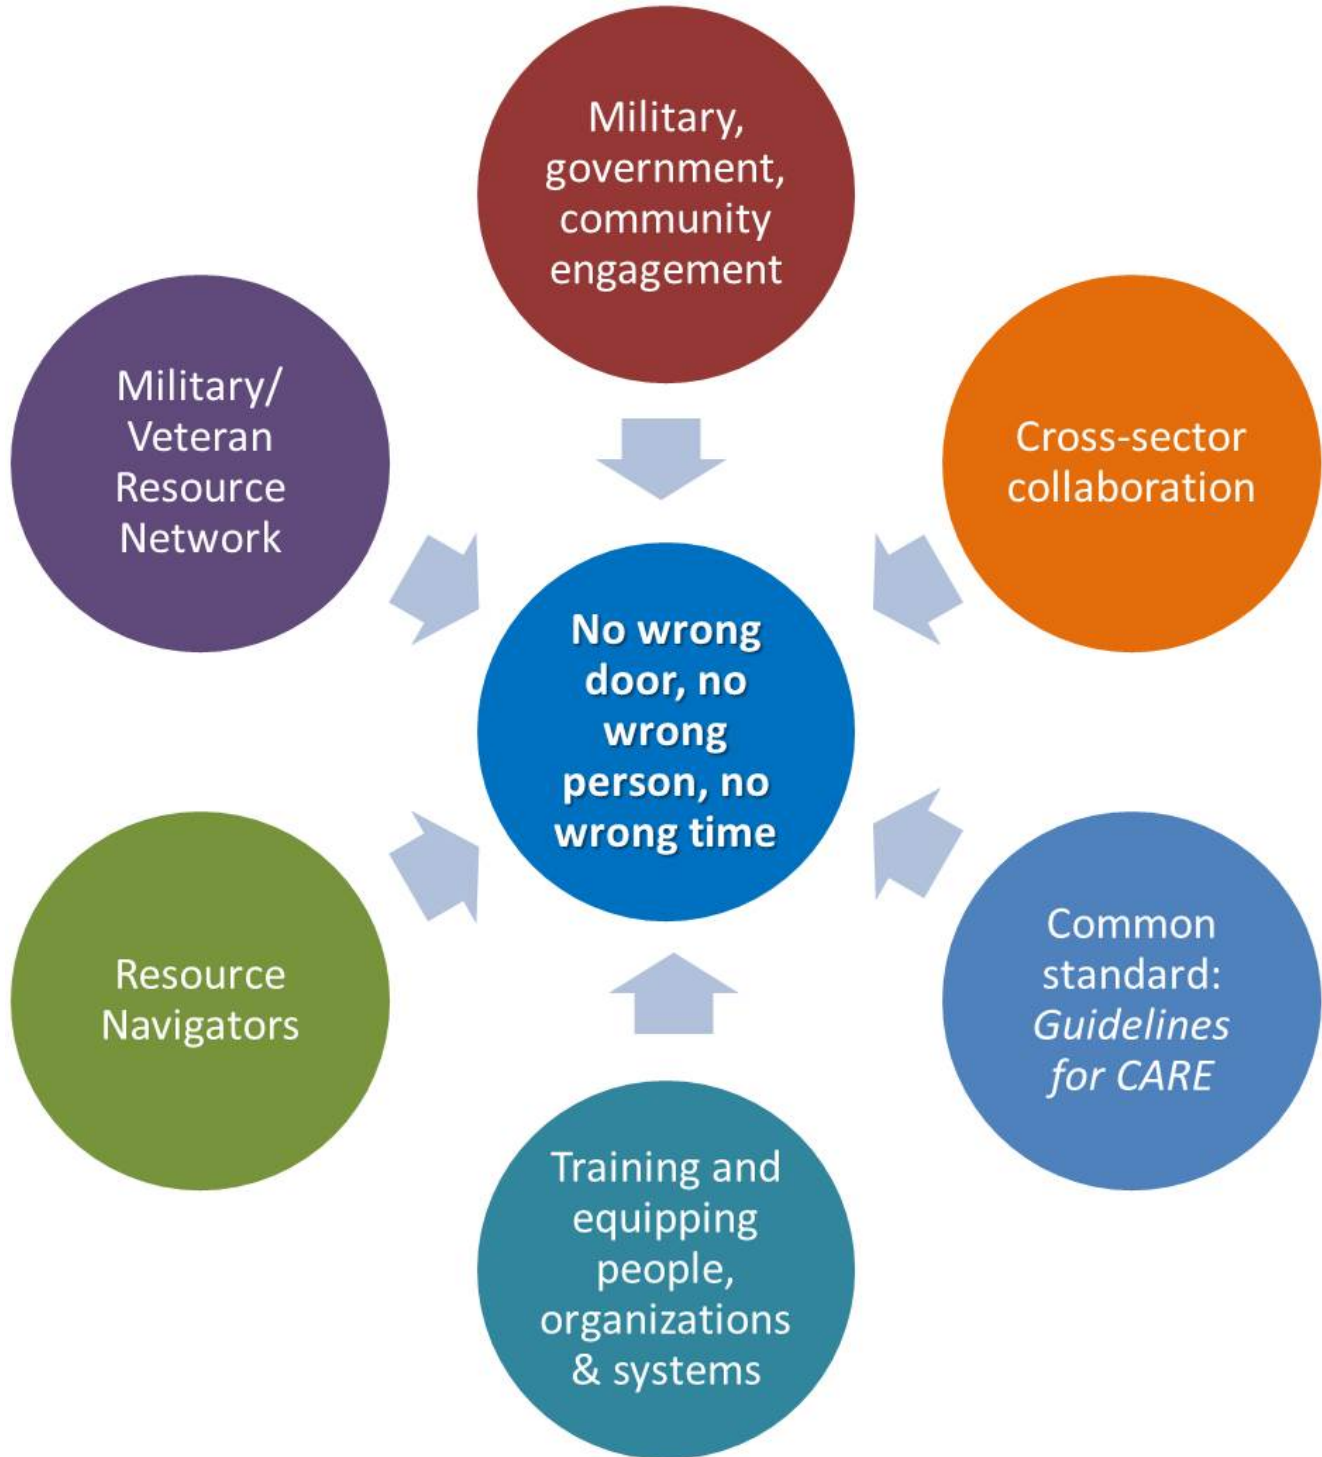 Military,
government,
community
engagement
Military/
Veteran
Resource
Network
Cross-sector
collaboration
No wrong
door, no
wrong
person, no
wrong time
Resource
Navigators
Common
standard:
Guidelines
for CARE
Training and
equipping
people,
organizations
& systems